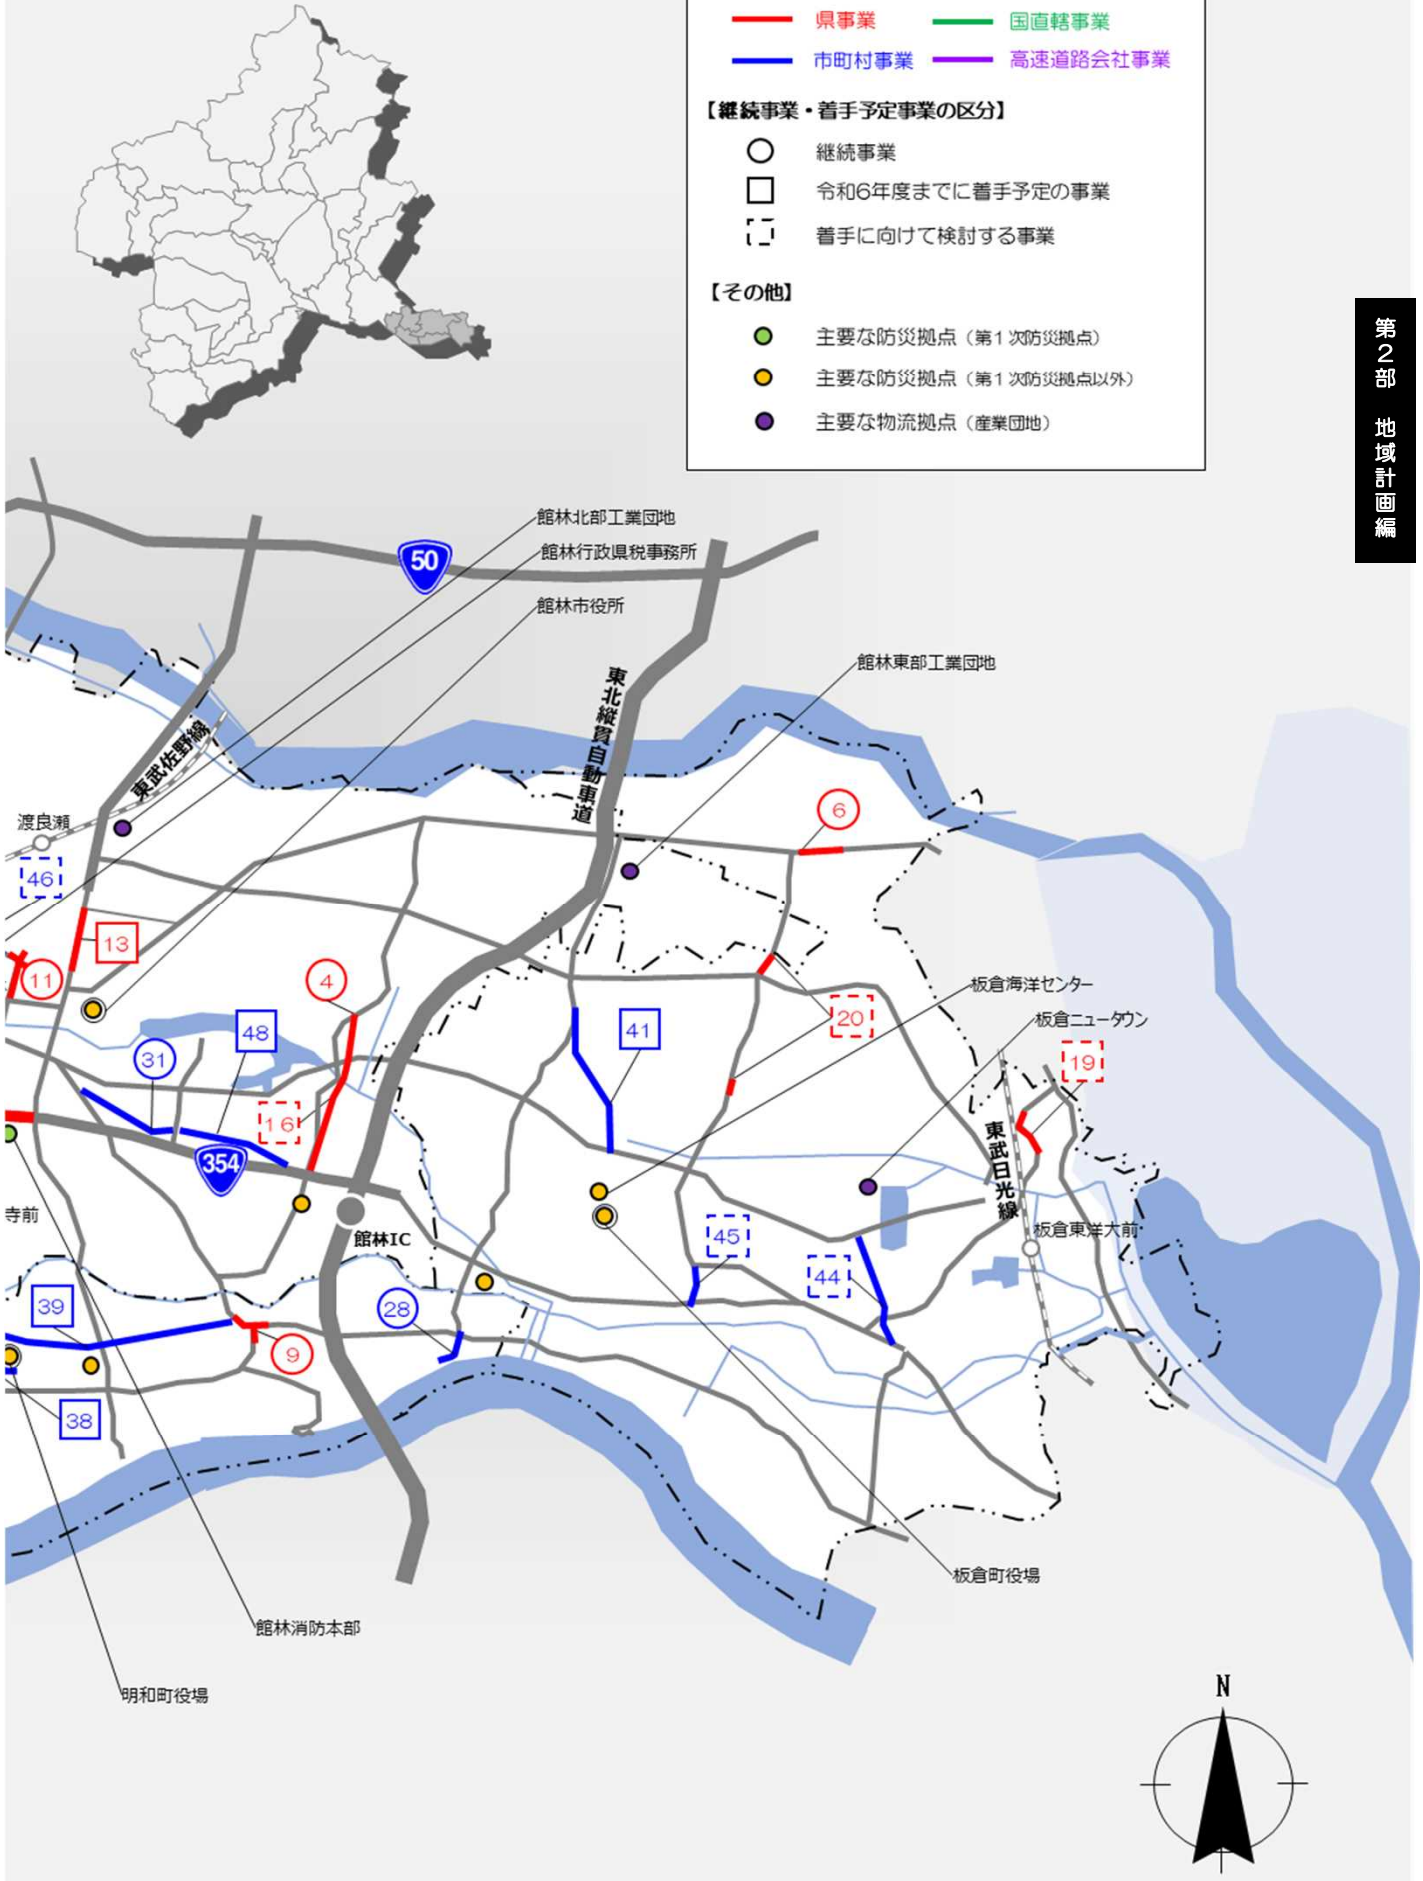 県事業
国直轄事業
市町村事業
高速道路会社事業
【継続事業・着手予定事業の区分】
継続事業
令和6年度までに着手予定の事業
着手に向けて検討する事業
【その他】
主要な防災拠点（第1次防災拠点）
主要な防災拠点（第1次防災拠点以外）
主要な物流拠点（産業団地）
第2部 地域計画編
館林北部工業団地
50
館林行政県税事務所
館林市役所
館林東部工業団地
東北縦貫自動車道
東武佐野線
渡良瀬
6
46
13
11
4
板倉海洋センター
20
板倉ニュータウン
48
41
31
19
16
354
東武日光線
寺前
館林IC
45
板倉東洋大前
44
39
28
9
38
板倉町役場
館林消防本部
明和町役場
N